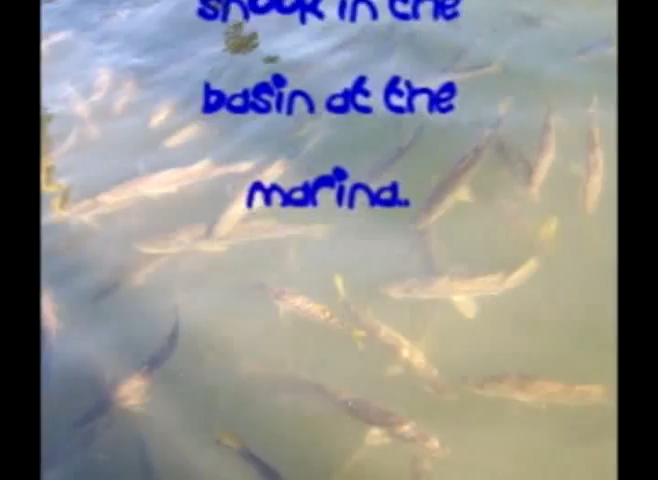 snook in the
basin at the
marina..